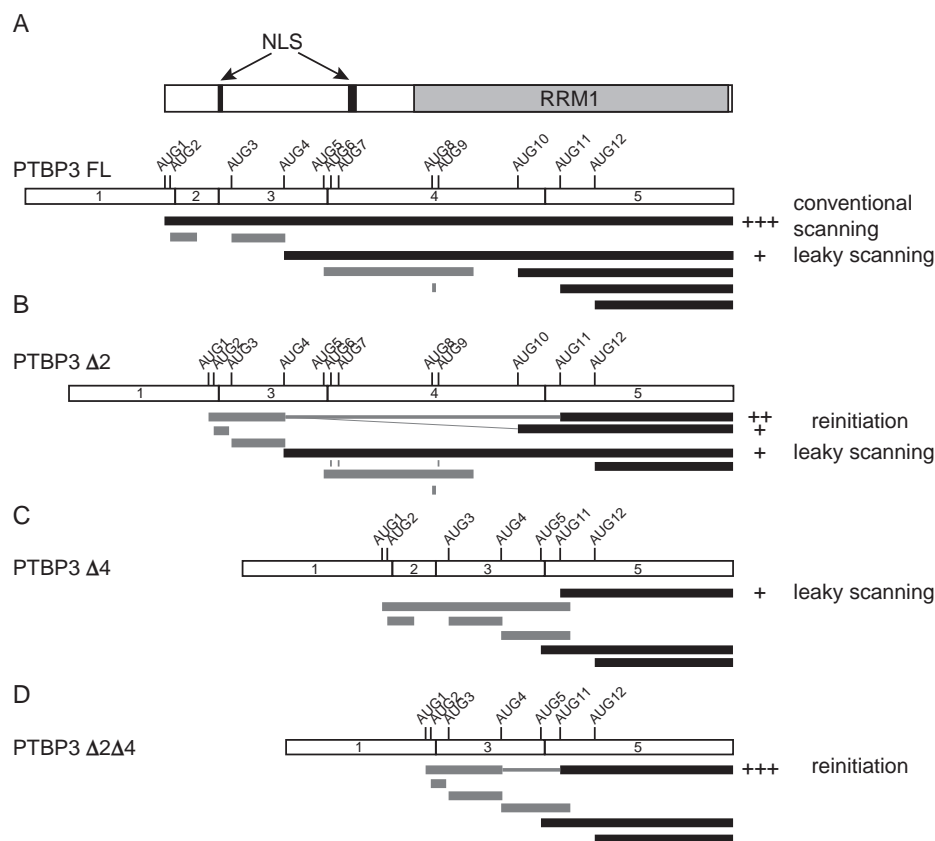 A
NLS
RRM1
AUG1 AUG2 AUG3 AUG4 AUG5 AUG6 AUG7 AUG8 AUG9 AUG10 AUG11 AUG12
PTBP3 FL
1 2 3 4 5
+++ conventional scanning
+ leaky scanning
B
AUG1 AUG2 AUG3 AUG4 AUG5 AUG6 AUG7 AUG8 AUG9 AUG10 AUG11 AUG12
PTBP3 Δ2
1 3 4 5
++ reinitiation
+
+ leaky scanning
C
AUG1 AUG2 AUG3 AUG4 AUG5 AUG11 AUG12
PTBP3 Δ4
1 2 3 5
+ leaky scanning
D
AUG1 AUG2 AUG3 AUG4 AUG5 AUG11 AUG12
PTBP3 Δ2Δ4
1 3 5
+++ reinitiation